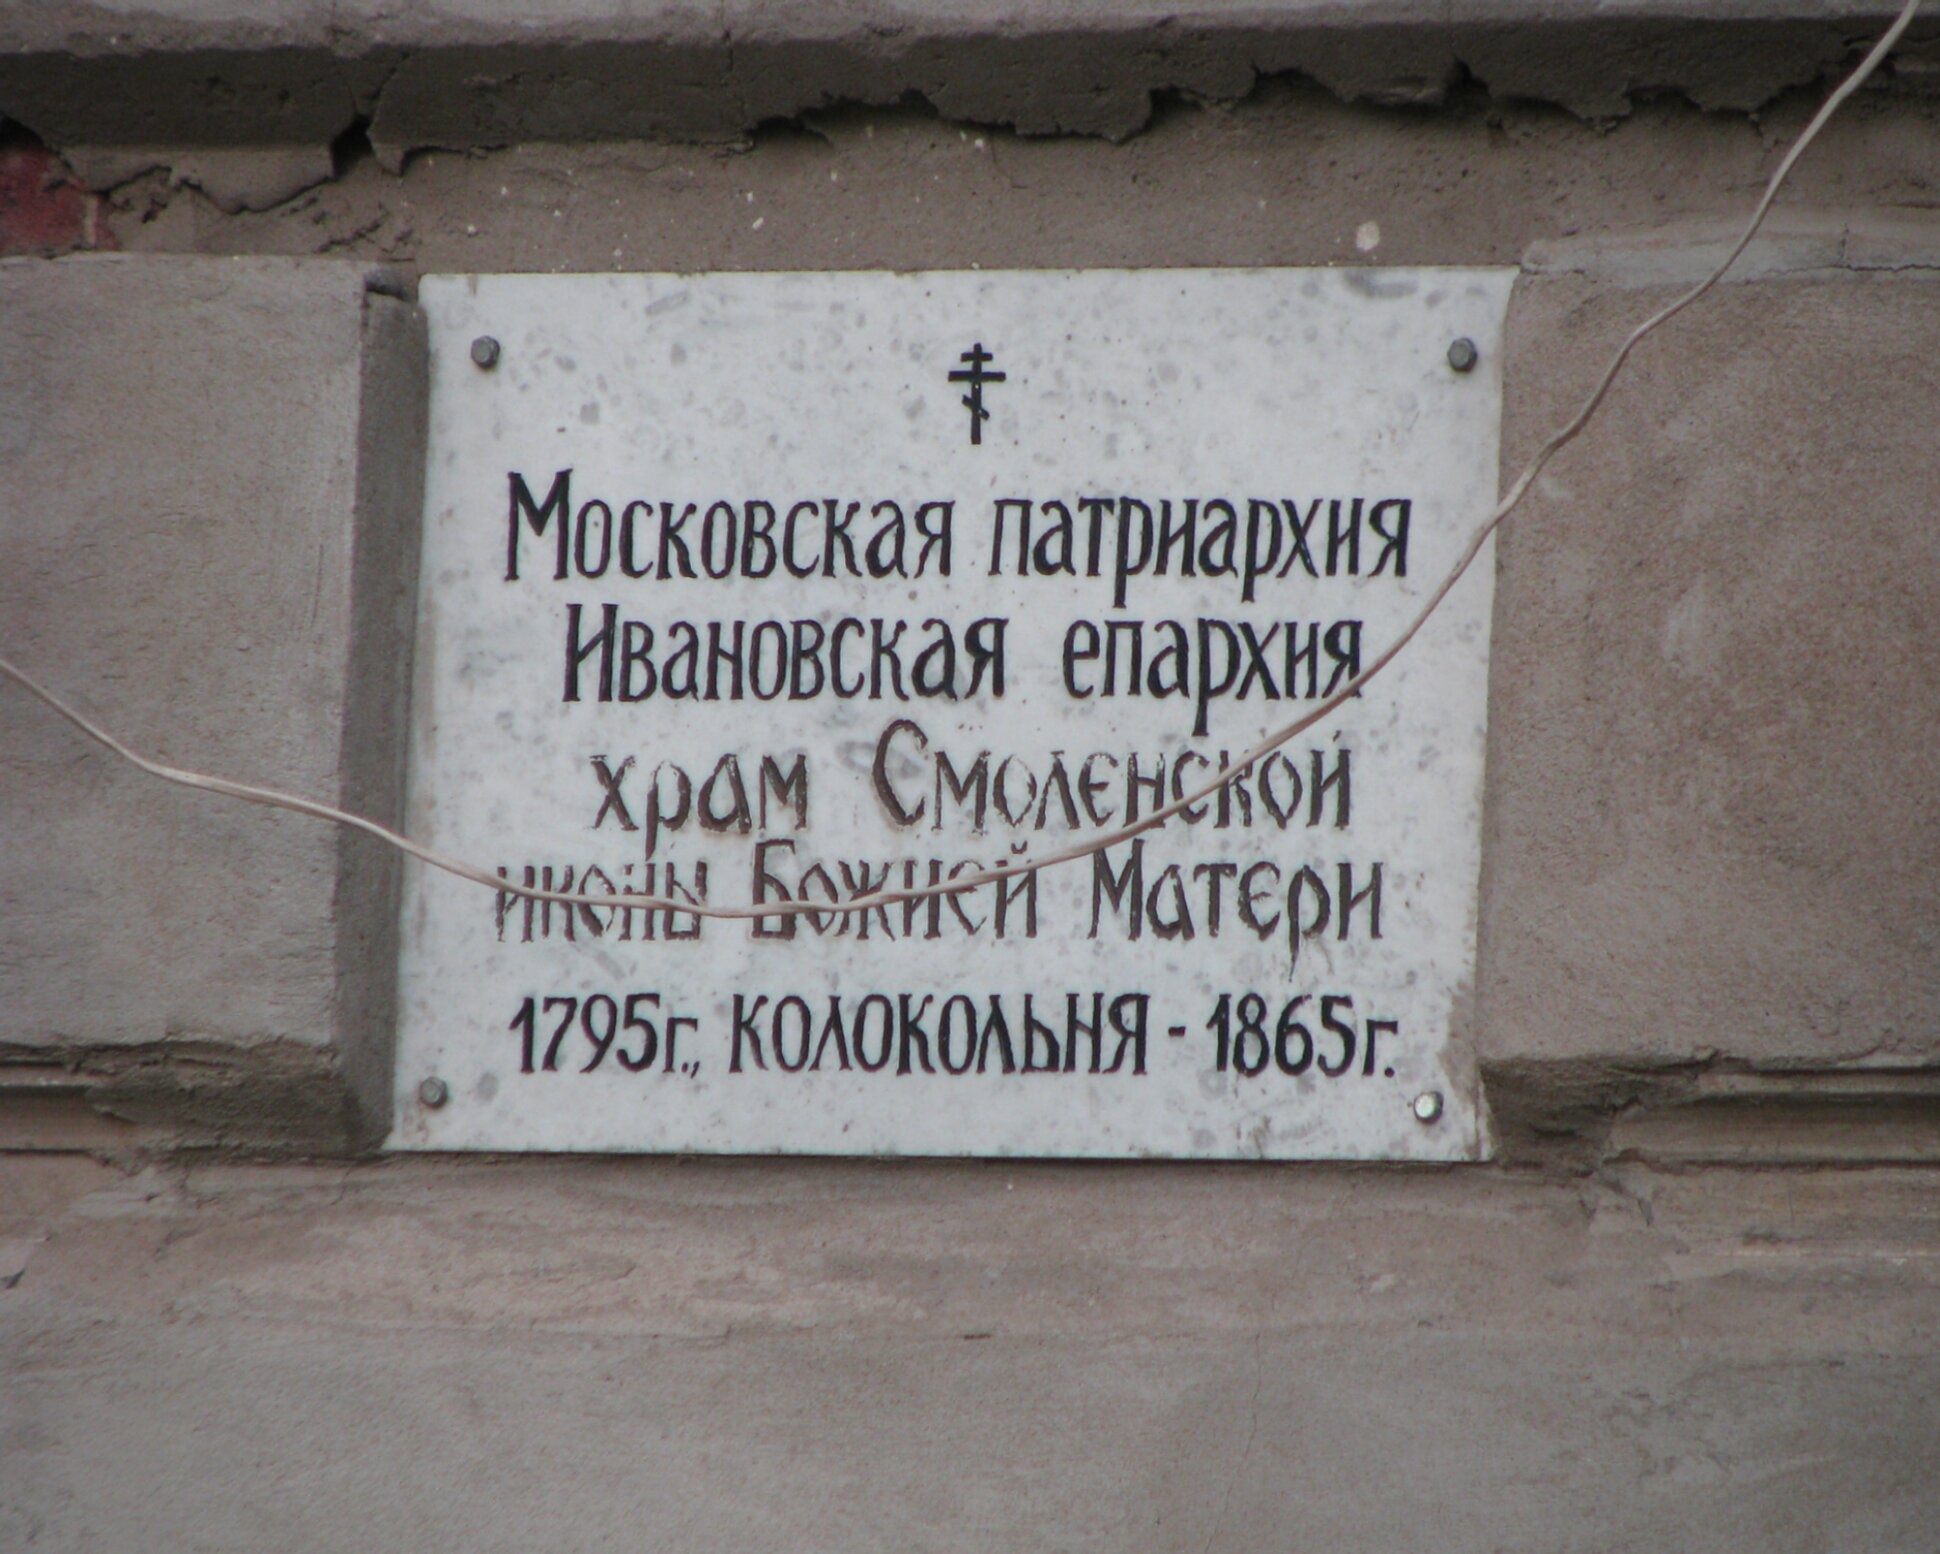 Московская патриархия
Ивановская епархия
храм Смоленской
иконы Божией Матери
1795г., колокольня - 1865г.